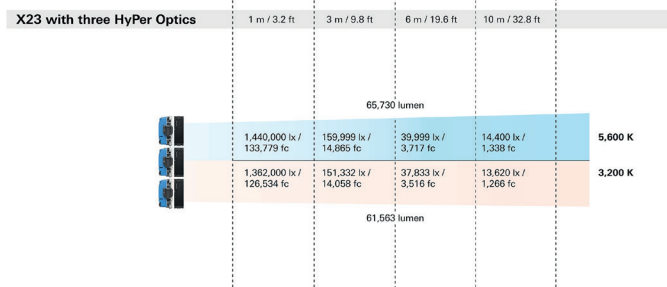 X23 with three HyPer Optics
1 m / 3.2 ft
3 m / 9.8 ft
6 m / 19.6 ft
10 m / 32.8 ft
65,730 lumen
1,440,000 lx /
133,779 fc
159,999 lx /
14,865 fc
39,999 lx /
3,717 fc
14,400 lx /
1,338 fc
5,600 K
1,362,000 lx /
126,534 fc
151,332 lx /
14,058 fc
37,833 lx /
3,516 fc
13,620 lx /
1,266 fc
3,200 K
61,563 lumen